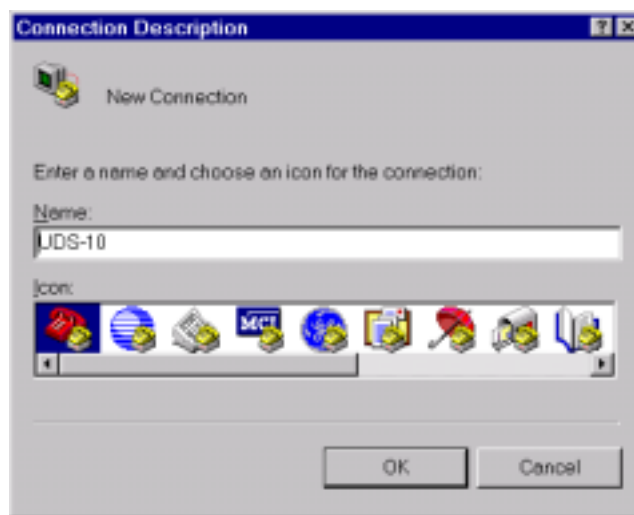 Connection Description
New Connection
Enter a name and choose an icon for the connection:
Name:
UDS-10
Icon:
MCI
OK
Cancel